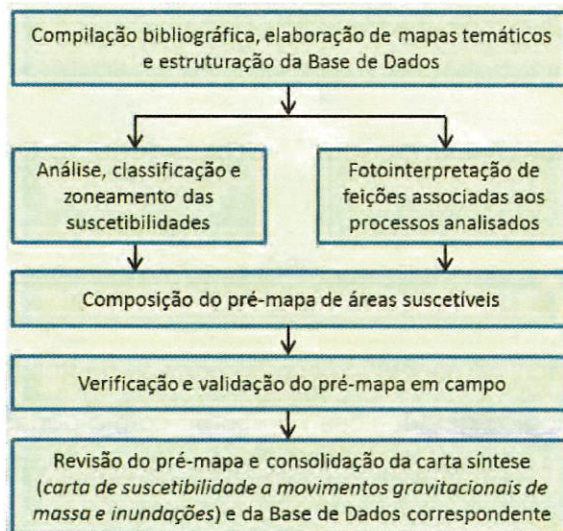 Compilação bibliográfica, elaboração de mapas temáticos
e estruturação da Base de Dados
Análise, classificação e
zoneamento das
suscetibilidades
Fotointerpretação de
feições associadas aos
processos analisados
Composição do pré-mapa de áreas suscetíveis
Verificação e validação do pré-mapa em campo
Revisão do pré-mapa e consolidação da carta síntese
(carta de suscetibilidade a movimentos gravitacionais de
massa e inundações) e da Base de Dados correspondente